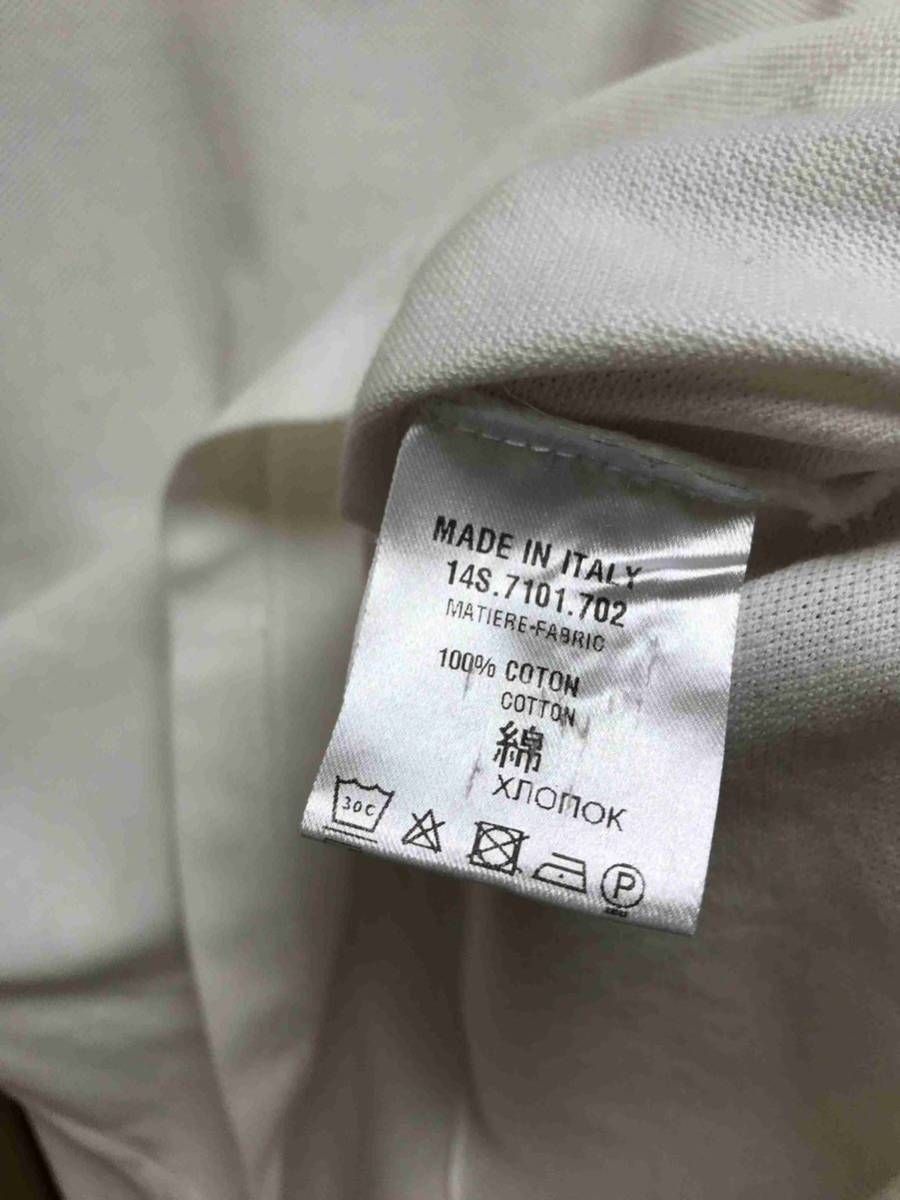 MADE IN ITALY
14S.7101.702
MATIERE-FABRIC
100% COTON
COTTON
綿
ХЛОПОК
30C
P